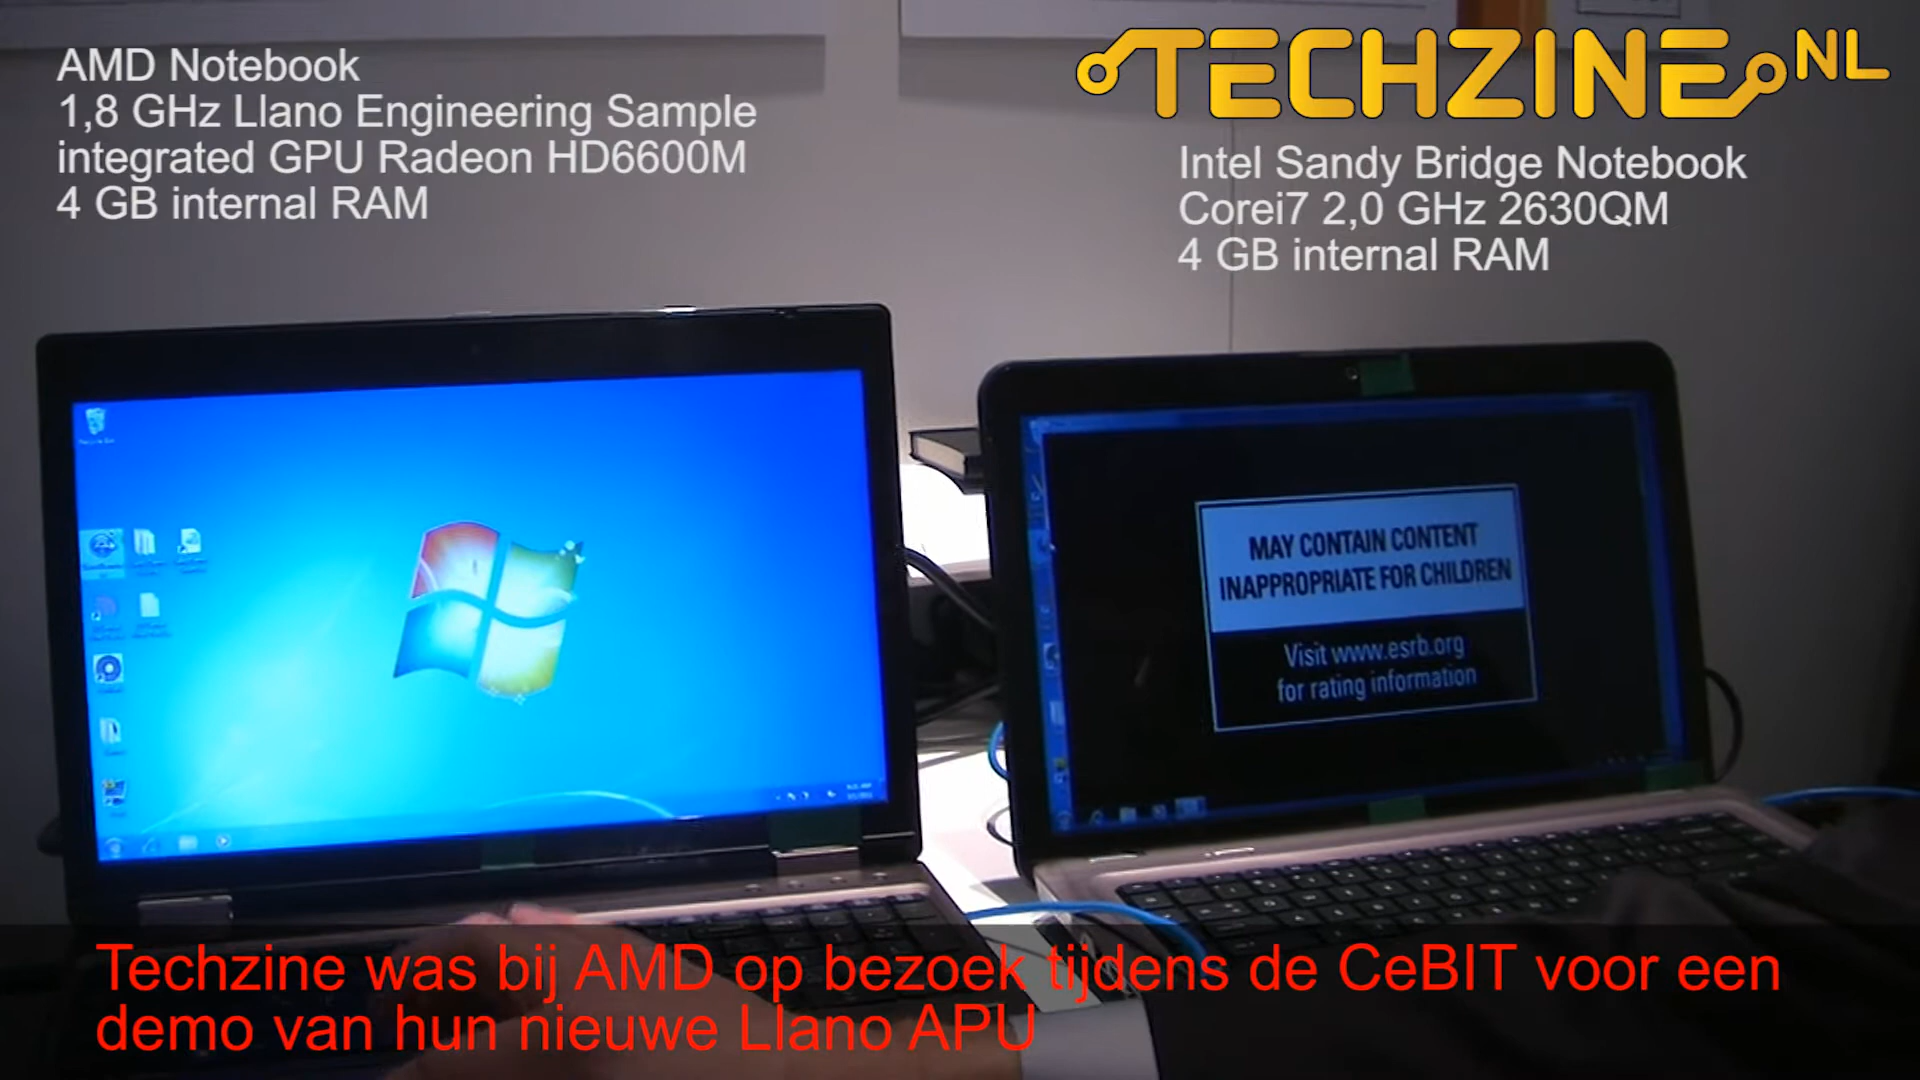 AMD Notebook
1,8 GHz Llano Engineering Sample
integrated GPU Radeon HD6600M
4 GB internal RAM
TECHZINE.NL
Intel Sandy Bridge Notebook
Corei7 2,0 GHz 2630QM
4 GB internal RAM
MAY CONTAIN CONTENT
INAPPROPRIATE FOR CHILDREN
Visit www.esrb.org
for rating information
Techzine was bij AMD op bezoek tijdens de CeBIT voor een
demo van hun nieuwe Llano APU